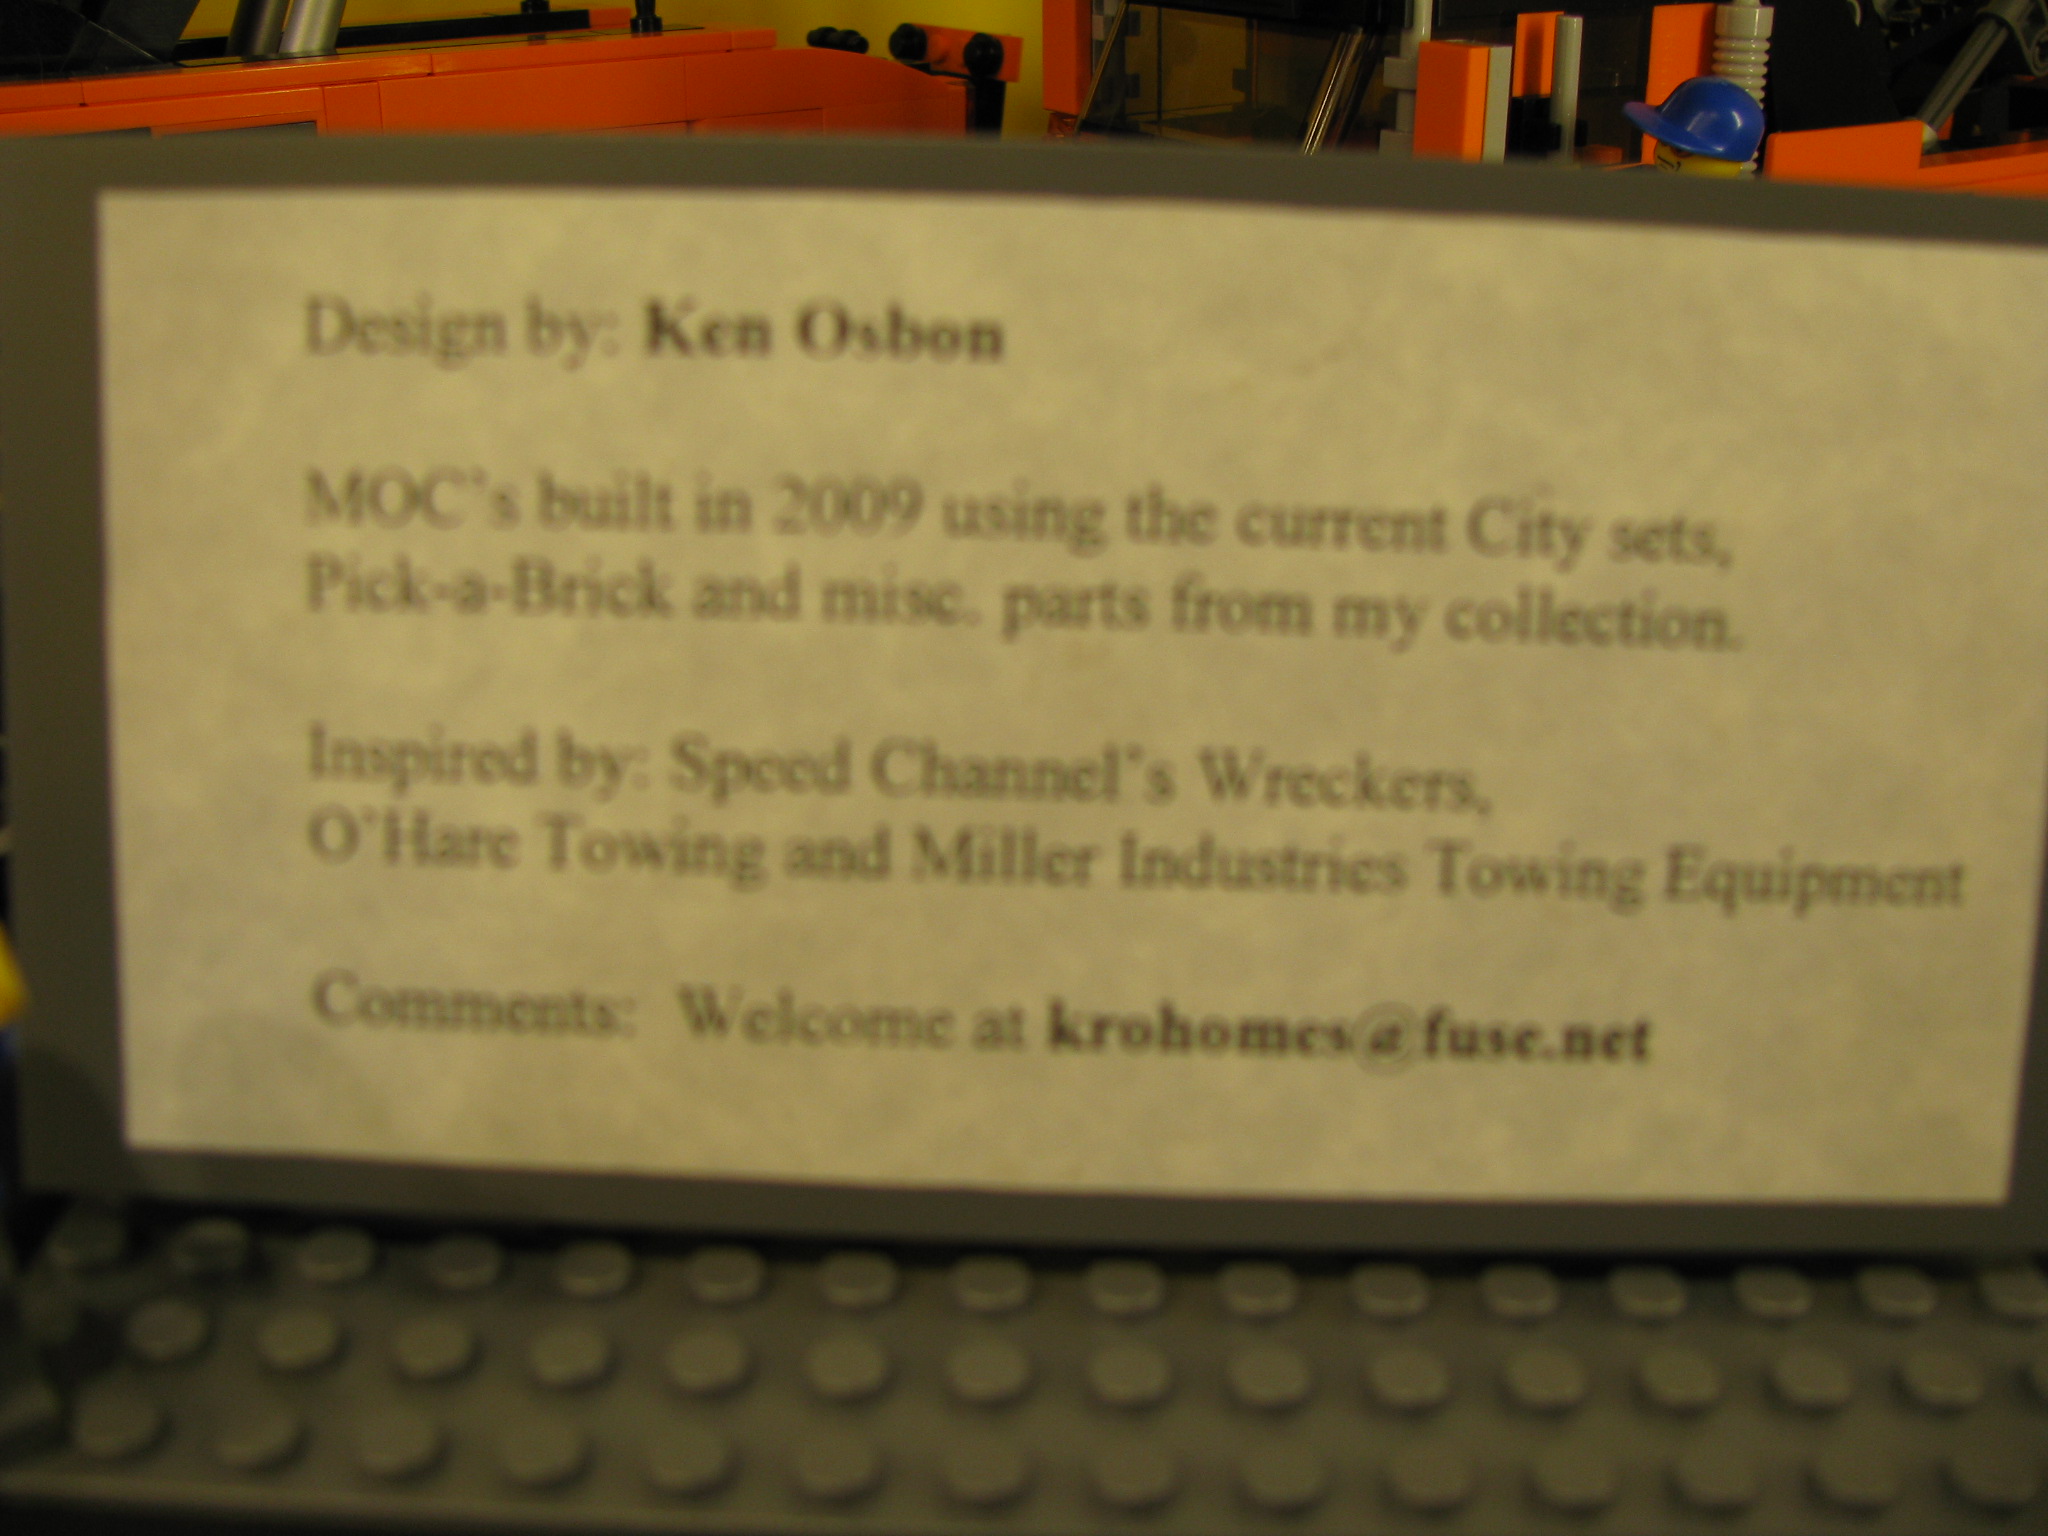 Design by: Ken Osbon
MOC's built in 2009 using the current City sets,
Pick-a-Brick and misc. parts from my collection.
Inspired by: Speed Channel's Wreckers,
O'Hare Towing and Miller Industries Towing Equipment
Comments: Welcome at krohomes@fuse.net